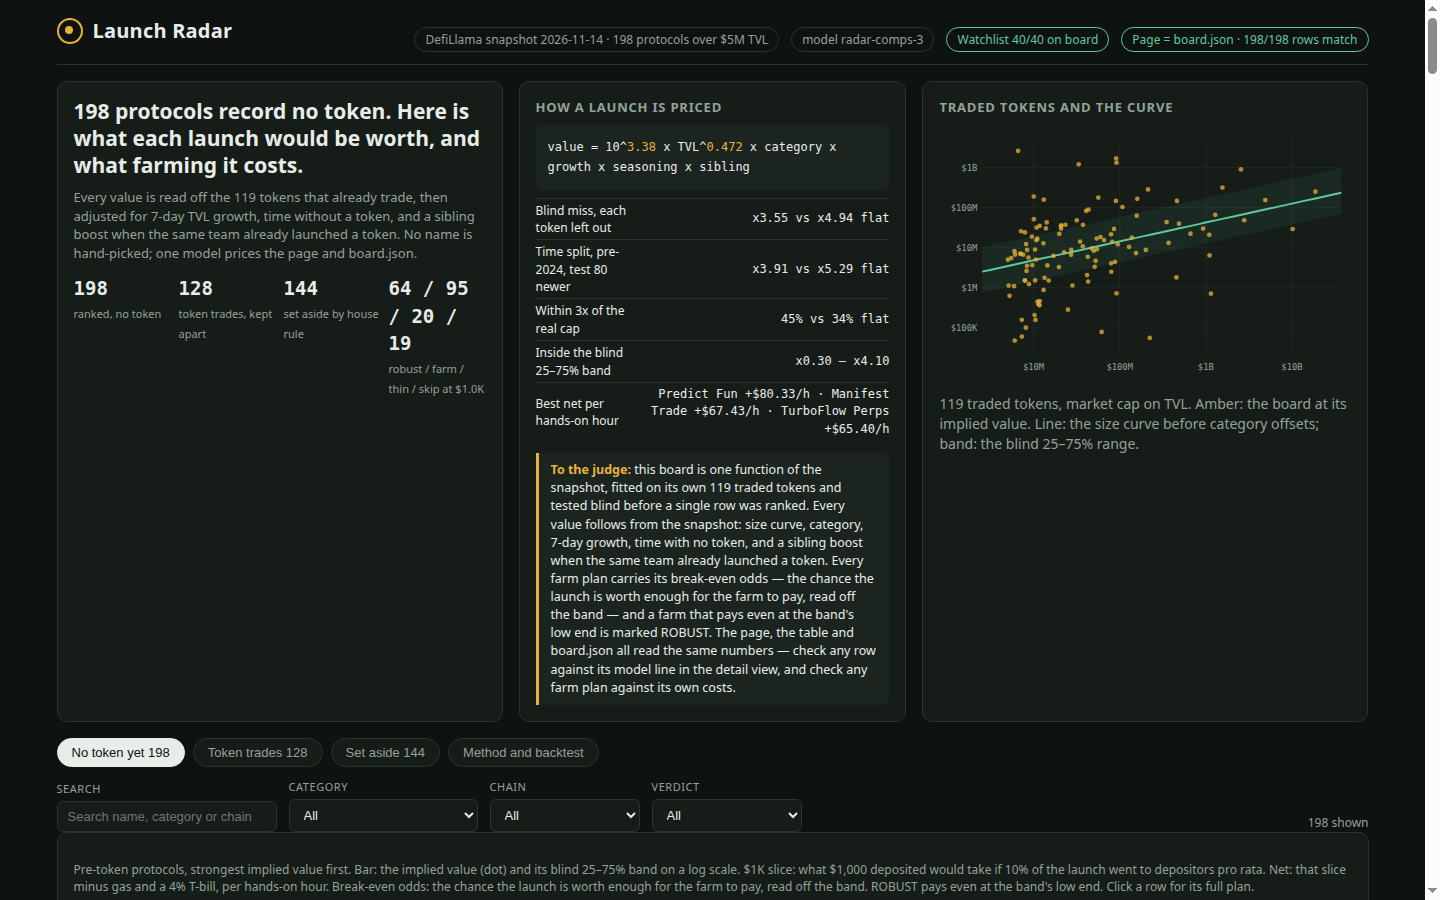 Launch Radar
DefiLlama snapshot 2026-11-14 · 198 protocols over $5M TVL
model radar-comps-3
Watchlist 40/40 on board
Page = board.json · 198/198 rows match
198 protocols record no token. Here is
what each launch would be worth, and
what farming it costs.
Every value is read off the 119 tokens that already trade, then
adjusted for 7-day TVL growth, time without a token, and a sibling
boost when the same team already launched a token. No name is
hand-picked; one model prices the page and board.json.
198
ranked, no token
128
token trades, kept
apart
144
set aside by house
rule
64 / 95
/ 20 /
19
robust / farm /
thin / skip at $1.0K
HOW A LAUNCH IS PRICED
value = 10^3.38 x TVL^0.472 x category x
growth x seasoning x sibling
Blind miss, each
token left out
x3.55 vs x4.94 flat
Time split, pre-
2024, test 80
newer
x3.91 vs x5.29 flat
Within 3x of the
real cap
45% vs 34% flat
Inside the blind
25–75% band
x0.30 — x4.10
Best net per
hands-on hour
Predict Fun +$80.33/h · Manifest
Trade +$67.43/h · TurboFlow Perps
+$65.40/h
To the judge: this board is one function of the
snapshot, fitted on its own 119 traded tokens and
tested blind before a single row was ranked. Every
value follows from the snapshot: size curve, category,
7-day growth, time with no token, and a sibling boost
when the same team already launched a token. Every
farm plan carries its break-even odds — the chance the
launch is worth enough for the farm to pay, read off
the band — and a farm that pays even at the band's
low end is marked ROBUST. The page, the table and
board.json all read the same numbers — check any row
against its model line in the detail view, and check any
farm plan against its own costs.
TRADED TOKENS AND THE CURVE
$1B
$100M
$10M
$1M
$100K
$10M
$100M
$1B
$10B
119 traded tokens, market cap on TVL. Amber: the board at its
implied value. Line: the size curve before category offsets;
band: the blind 25–75% range.
No token yet 198
Token trades 128
Set aside 144
Method and backtest
SEARCH
CATEGORY
CHAIN
VERDICT
Search name, category or chain
All
All
All
198 shown
Pre-token protocols, strongest implied value first. Bar: the implied value (dot) and its blind 25–75% band on a log scale. $1K slice: what $1,000 deposited would take if 10% of the launch went to depositors pro rata. Net: that slice
minus gas and a 4% T-bill, per hands-on hour. Break-even odds: the chance the launch is worth enough for the farm to pay, read off the band. ROBUST pays even at the band's low end. Click a row for its full plan.